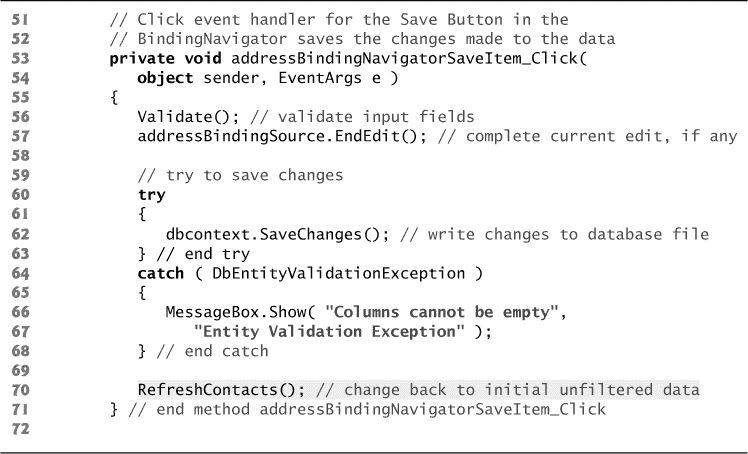 51 // Click event handler for the Save Button in the
52 // BindingNavigator saves the changes made to the data
53 private void addressBindingNavigatorSaveItem_Click(
54 object sender, EventArgs e )
55 {
56 Validate(); // validate input fields
57 addressBindingSource.EndEdit(); // complete current edit, if any
58
59 // try to save changes
60 try
61 {
62 dbcontext.SaveChanges(); // write changes to database file
63 } // end try
64 catch ( DbEntityValidationException )
65 {
66 MessageBox.Show( "Columns cannot be empty",
67 "Entity Validation Exception" );
68 } // end catch
69
70 RefreshContacts(); // change back to initial unfiltered data
71 } // end method addressBindingNavigatorSaveItem_Click
72